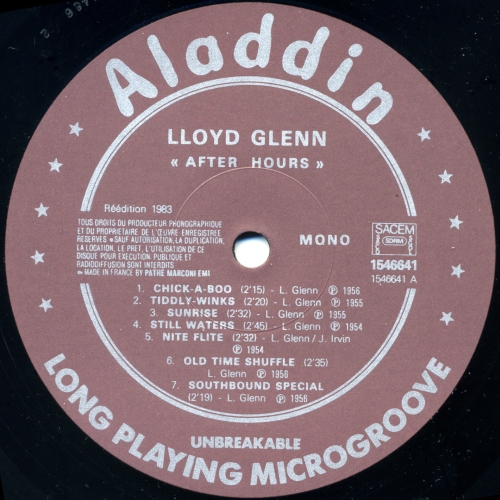 Aladdin
LLOYD GLENN
« AFTER HOURS »
Réédition 1983
TOUS DROITS DU PRODUCTEUR PHONOGRAPHIQUE
ET DU PROPRIETAIRE DE L'ŒUVRE ENREGISTREE
RESERVES ● SAUF AUTORISATION, LA DUPLICATION,
LA LOCATION, LE PRET, L'UTILISATION DE CE
DISQUE POUR EXECUTION PUBLIQUE ET
RADIODIFFUSION SONT INTERDITS
● MADE IN FRANCE BY PATHÉ MARCONI EMI
MONO
SACEM
SDRM
1546641
1546641 A
1. CHICK-A-BOO (2'15) - L. Glenn ℗ 1956
2. TIDDLY-WINKS (2'20) - L. Glenn ℗ 1955
3. SUNRISE (2'32) - L. Glenn ℗ 1955
4. STILL WATERS (2'45) L. Glenn ℗ 1954
5. NITE FLITE (2'32) - L. Glenn / J. Irvin
℗ 1954
6. OLD TIME SHUFFLE (2'35)
L. Glenn ℗ 1956
7. SOUTHBOUND SPECIAL
(2'19) - L. Glenn ℗ 1956
UNBREAKABLE
LONG PLAYING MICROGROOVE